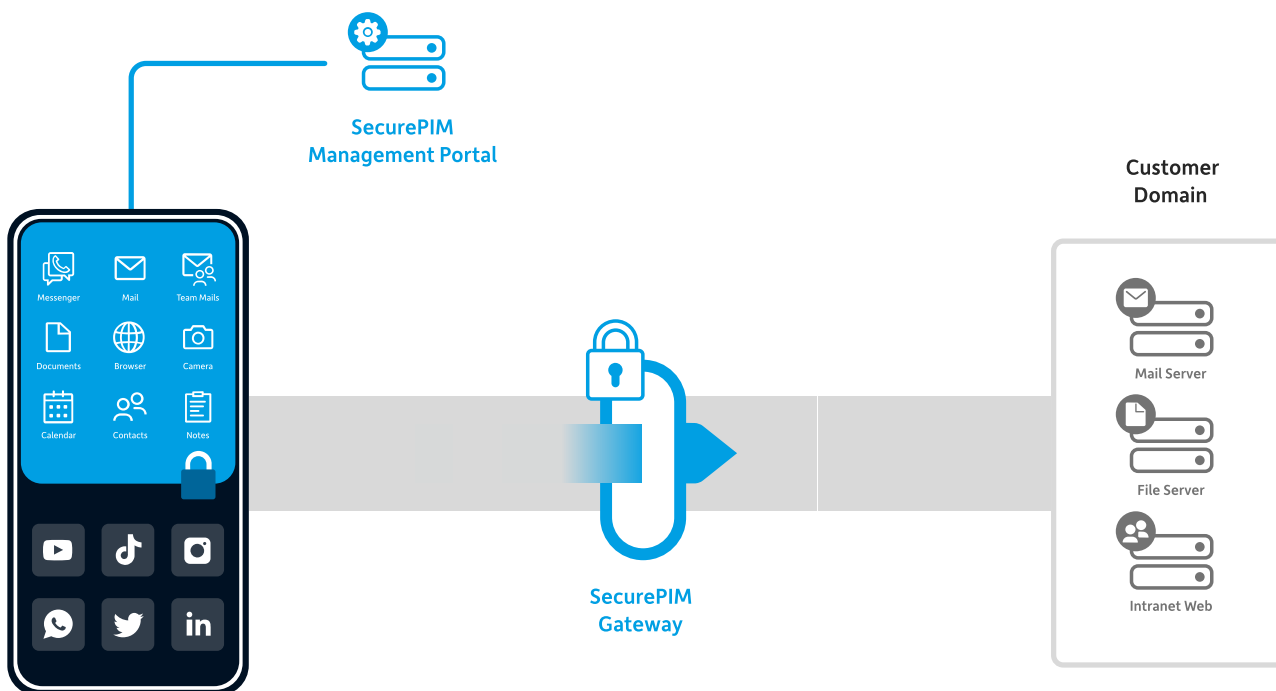 SecurePIM
Management Portal
Customer
Domain
Messenger
Mail
Team Mails
Documents
Browser
Camera
Calendar
Contacts
Notes
in
Mail Server
File Server
Intranet Web
SecurePIM
Gateway